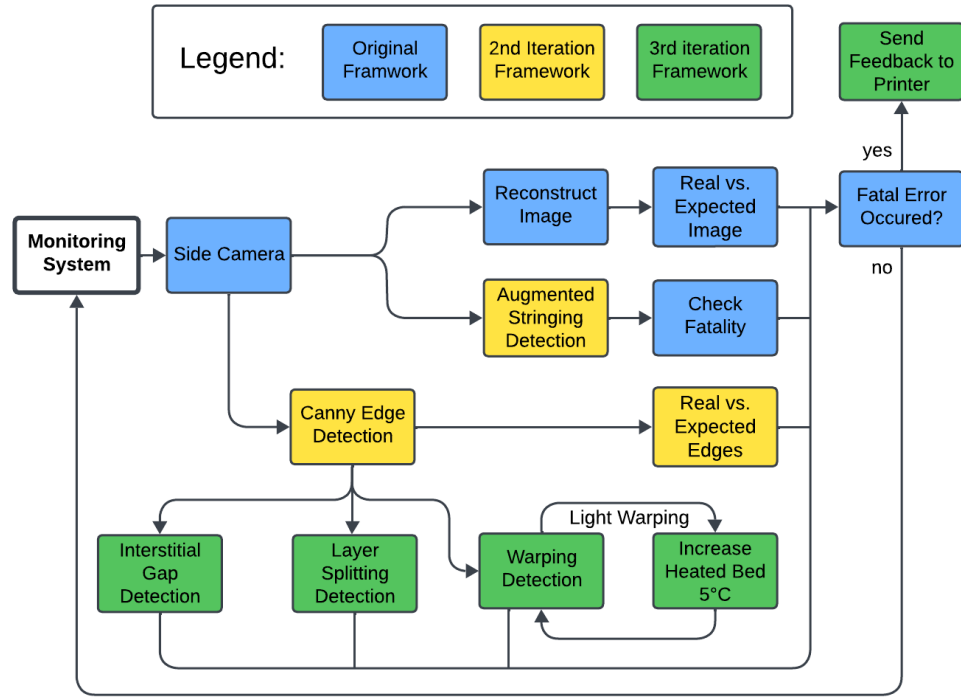 Legend:
Original
Framwork
2nd Iteration
Framework
3rd iteration
Framework
Send
Feedback to
Printer
yes
Reconstruct
Image
Real vs.
Expected
Image
Fatal Error
Occured?
Monitoring
System
Side Camera
no
Augmented
Stringing
Detection
Check
Fatality
Canny Edge
Detection
Real vs.
Expected
Edges
Light Warping
Interstitial
Gap
Detection
Layer
Splitting
Detection
Warping
Detection
Increase
Heated Bed
5°C